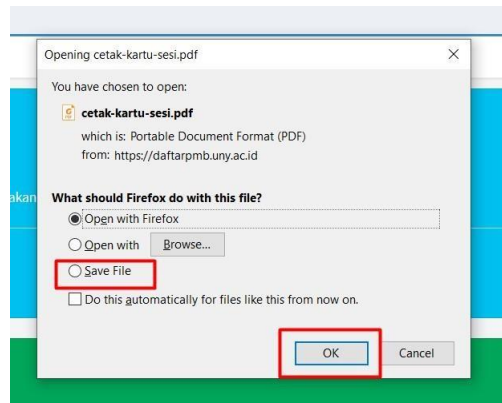 Opening cetak-kartu-sesi.pdf
You have chosen to open:
cetak-kartu-sesi.pdf
which is: Portable Document Format (PDF)
from: https://daftarpmb.uny.ac.id
akan
What should Firefox do with this file?
Open with Firefox
Open with Browse...
Save File
Do this automatically for files like this from now on.
OK Cancel